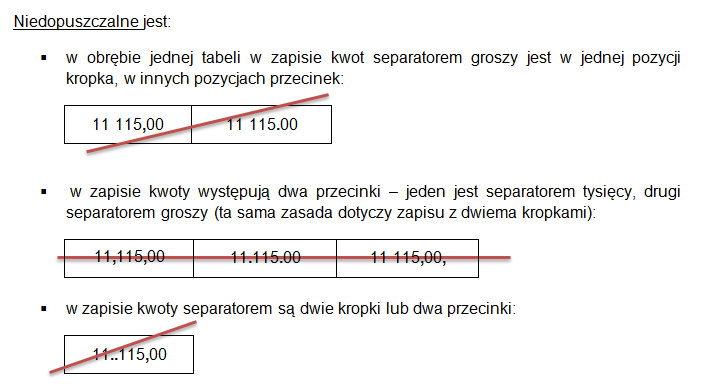 Niedopuszczalne jest:
▪ w obrębie jednej tabeli w zapisie kwot separatorem groszy jest w jednej pozycji
kropka, w innych pozycjach przecinek:
11 115,00 11 115.00
▪ w zapisie kwoty występują dwa przecinki – jeden jest separatorem tysięcy, drugi
separatorem groszy (ta sama zasada dotyczy zapisu z dwiema kropkami):
11,115,00 11.115.00 11 115,00,
▪ w zapisie kwoty separatorem są dwie kropki lub dwa przecinki:
11..115,00